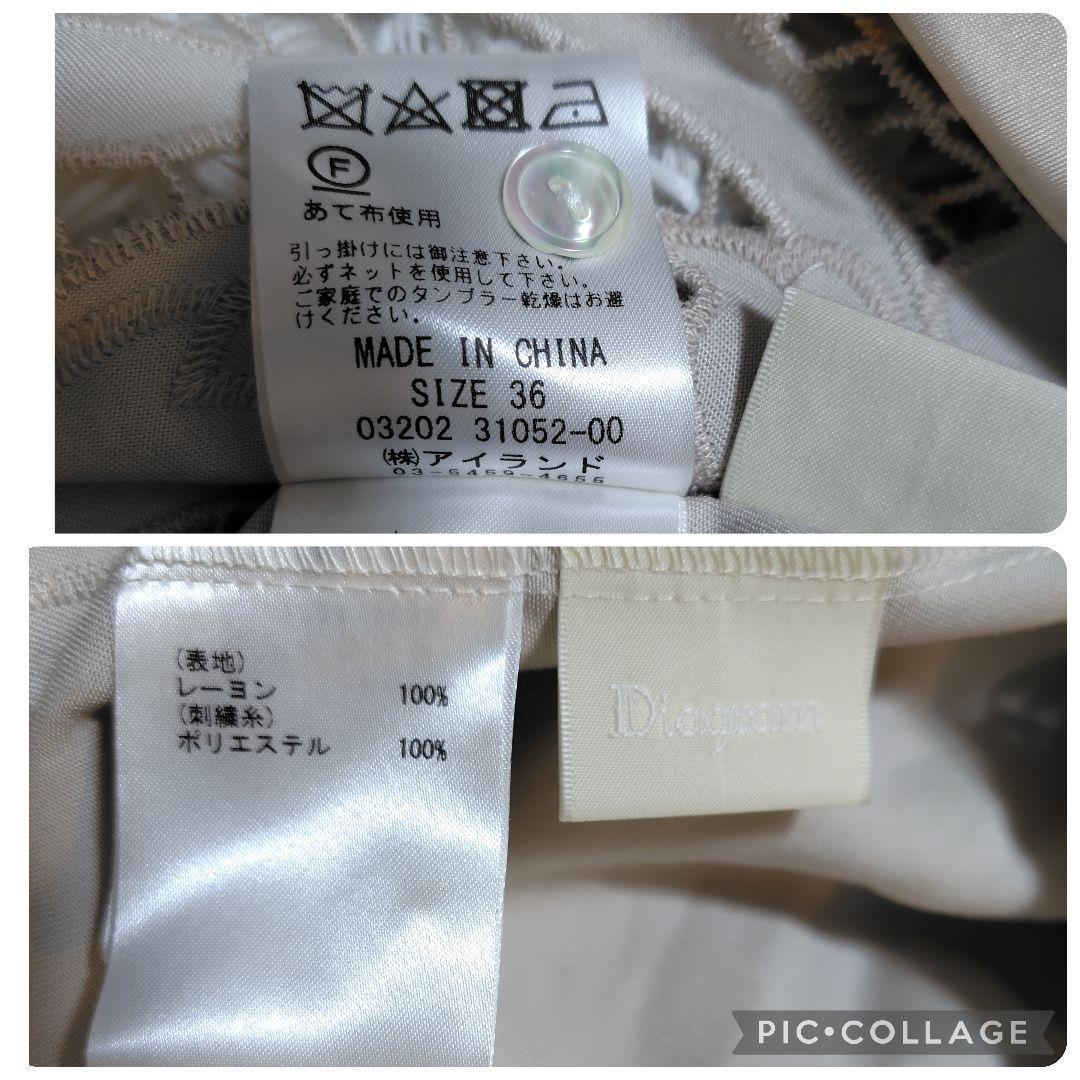 F
あて布使用
引っ掛けには御注意下さい。
必ずネットを使用して下さい。
ご家庭でのタンブラー乾燥はお避
けください。
MADE IN CHINA
SIZE 36
03202 31052-00
(株)アイランド
03-5459-4655
(表地)
レーヨン 100%
(刺繍糸)
ポリエステル 100%
Diagram
PIC•COLLAGE